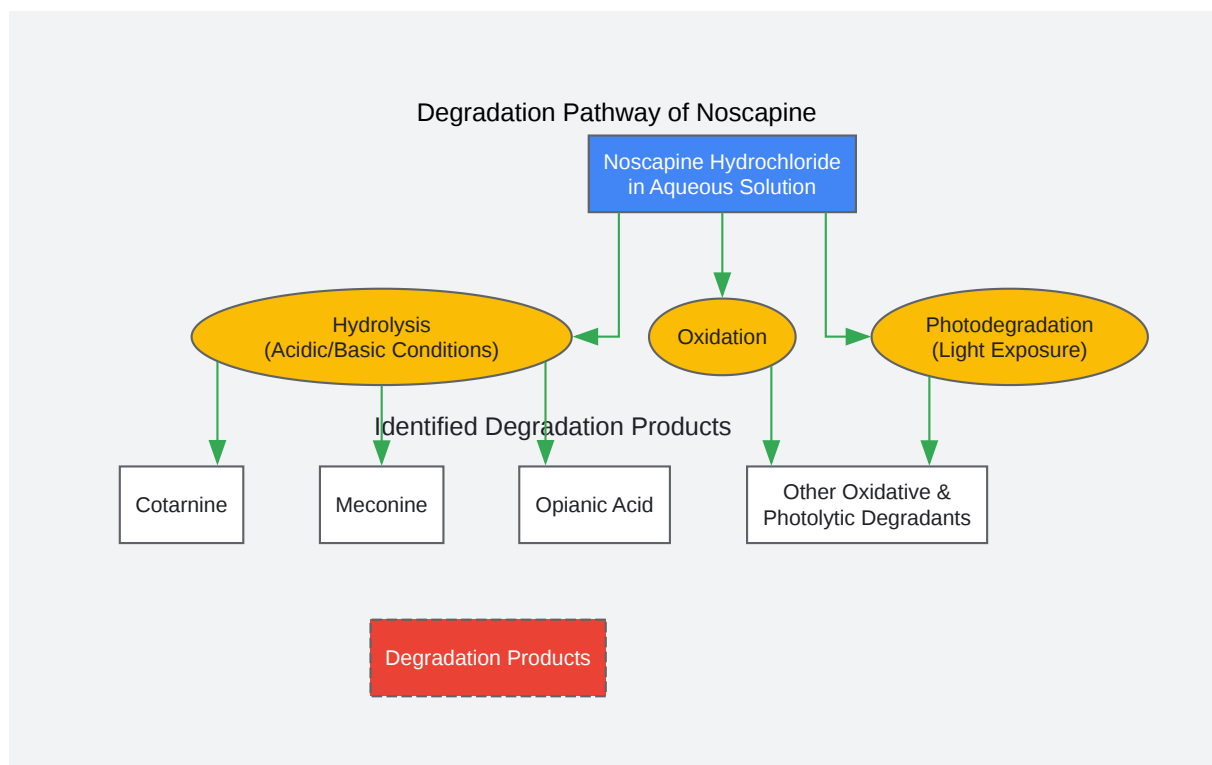 Degradation Pathway of Noscapine
Noscapine Hydrochloride
in Aqueous Solution
Hydrolysis
(Acidic/Basic Conditions)
Oxidation
Photodegradation
(Light Exposure)
Identified Degradation Products
Cotarnine
Meconine
Opianic Acid
Other Oxidative &
Photolytic Degradants
Degradation Products